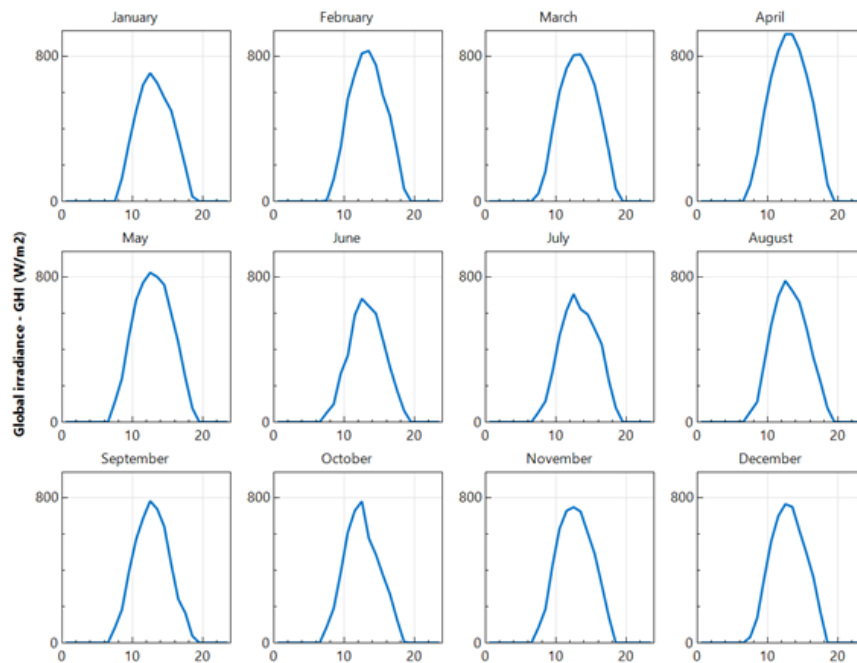 January February March April
800 800 800 800
0 0 0 0
0 10 20 0 10 20 0 10 20 0 10 20
Global irradiance - GHI (W/m2)
May June July August
800 800 800 800
0 0 0 0
0 10 20 0 10 20 0 10 20 0 10 20
September October November December
800 800 800 800
0 0 0 0
0 10 20 0 10 20 0 10 20 0 10 20